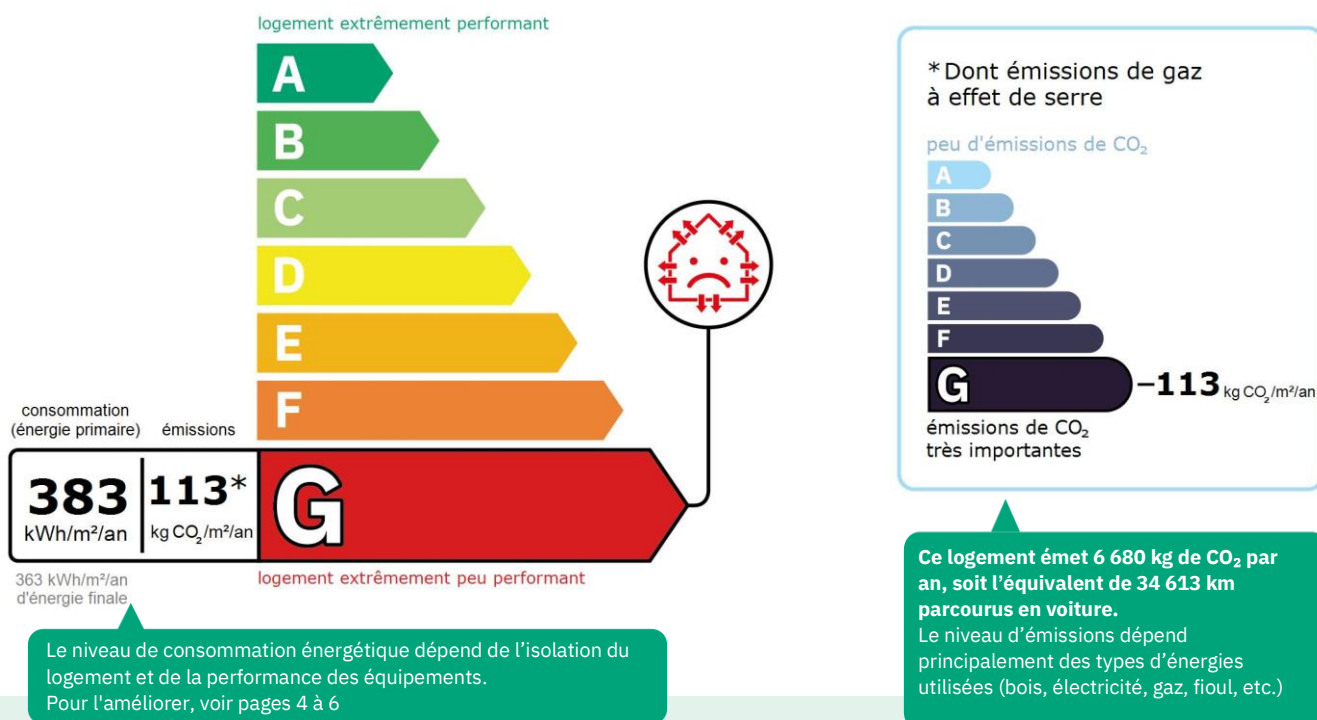 logement extrêmement performant
A
B
C
D
E
F
consommation
(énergie primaire)
émissions
383
kWh/m²/an
113*
kg CO₂/m²/an
G
363 kWh/m²/an
d'énergie finale
logement extrêmement peu performant
Le niveau de consommation énergétique dépend de l'isolation du
logement et de la performance des équipements.
Pour l'améliorer, voir pages 4 à 6
*Dont émissions de gaz
à effet de serre
peu d'émissions de CO₂
A
B
C
D
E
F
G
–113 kg CO₂/m²/an
émissions de CO₂
très importantes
Ce logement émet 6 680 kg de CO₂ par
an, soit l’équivalent de 34 613 km
parcourus en voiture.
Le niveau d’émissions dépend
principalement des types d’énergies
utilisées (bois, électricité, gaz, fioul, etc.)